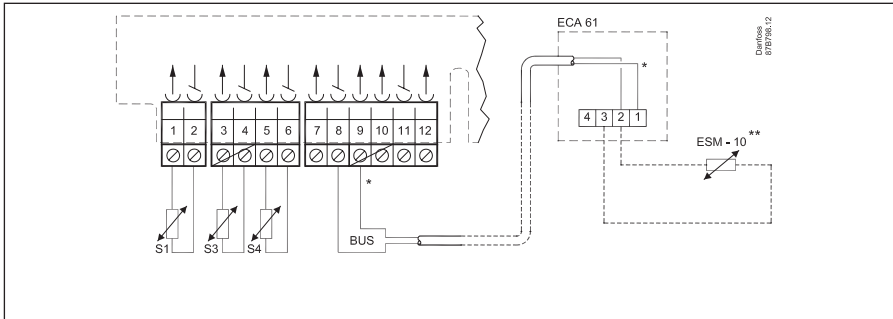 ECA 61
Danfoss
87B798.12
*
4 3 2 1
ESM - 10 **
1 2 3 4 5 6 7 8 9 10 11 12
*
S1 S3 S4 BUS